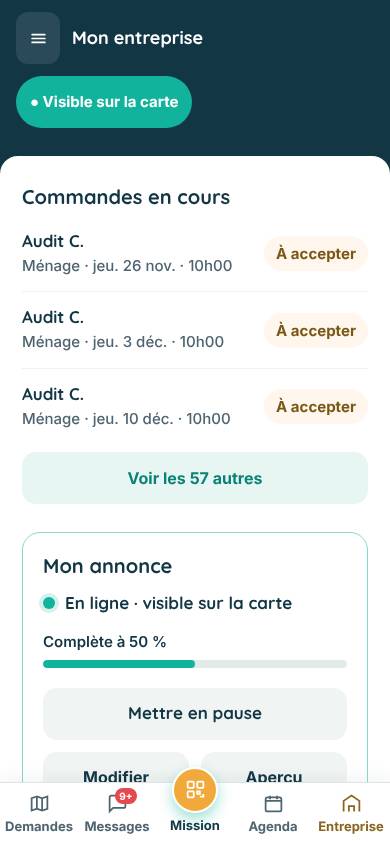 Mon entreprise
● Visible sur la carte
Commandes en cours
Audit C.
Ménage · jeu. 26 nov. · 10h00
À accepter
Audit C.
Ménage · jeu. 3 déc. · 10h00
À accepter
Audit C.
Ménage · jeu. 10 déc. · 10h00
À accepter
Voir les 57 autres
Mon annonce
En ligne · visible sur la carte
Complète à 50 %
Mettre en pause
Modifier
Aperçu
9+
Demandes
Messages
Mission
Agenda
Entreprise